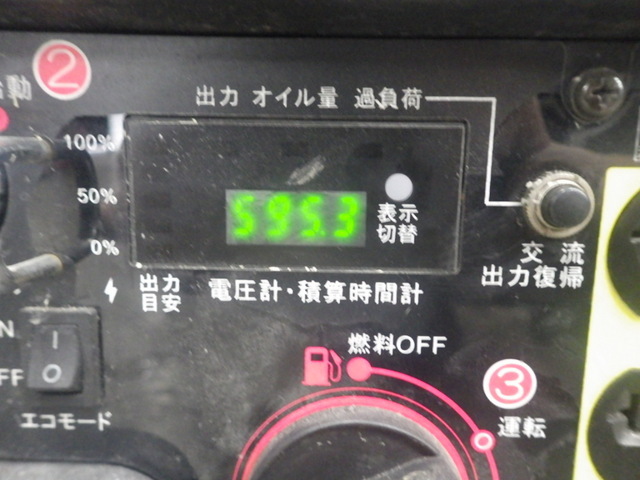 ②
動
出力 オイル量 過負荷
100%
50%
0%
595.3
表示
切替
交流
出力復帰
出力
目安
電圧計・積算時間計
燃料OFF
N
I
FF
O
エコモード
③
運転